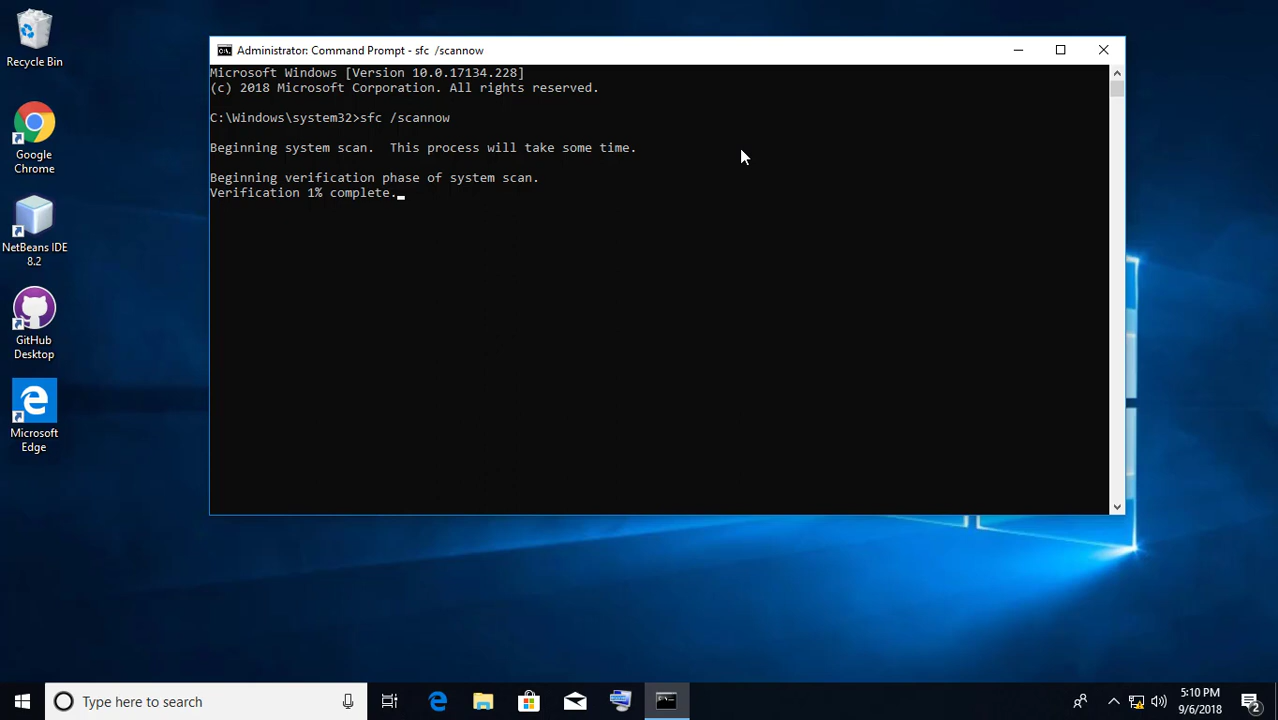 Recycle Bin
Google
Chrome
NetBeans IDE
8.2
GitHub
Desktop
Microsoft
Edge
Administrator: Command Prompt - sfc  /scannow
Microsoft Windows [Version 10.0.17134.228]
(c) 2018 Microsoft Corporation. All rights reserved.
C:\Windows\system32>sfc /scannow
Beginning system scan.  This process will take some time.
Beginning verification phase of system scan.
Verification 1% complete.
Type here to search
5:10 PM
9/6/2018
2